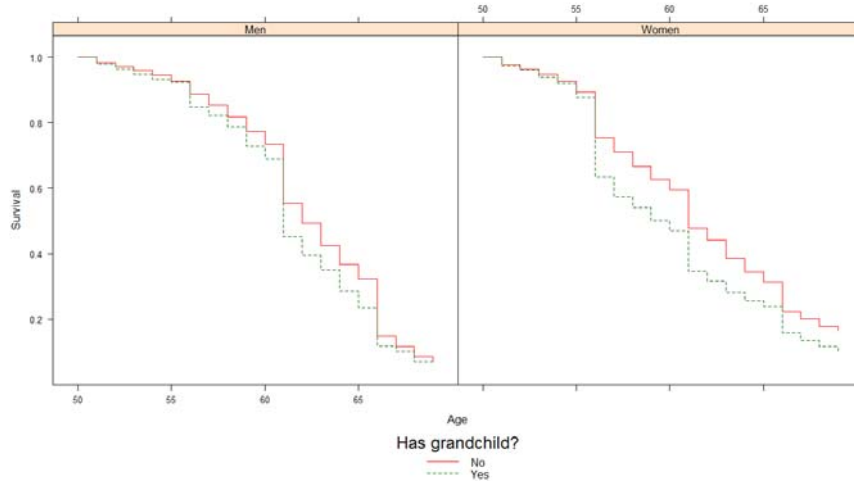 50 55 60 65
Men Women
1.0
0.8
0.6
0.4
0.2
Survival
50 55 60 65
Age
Has grandchild?
No
Yes